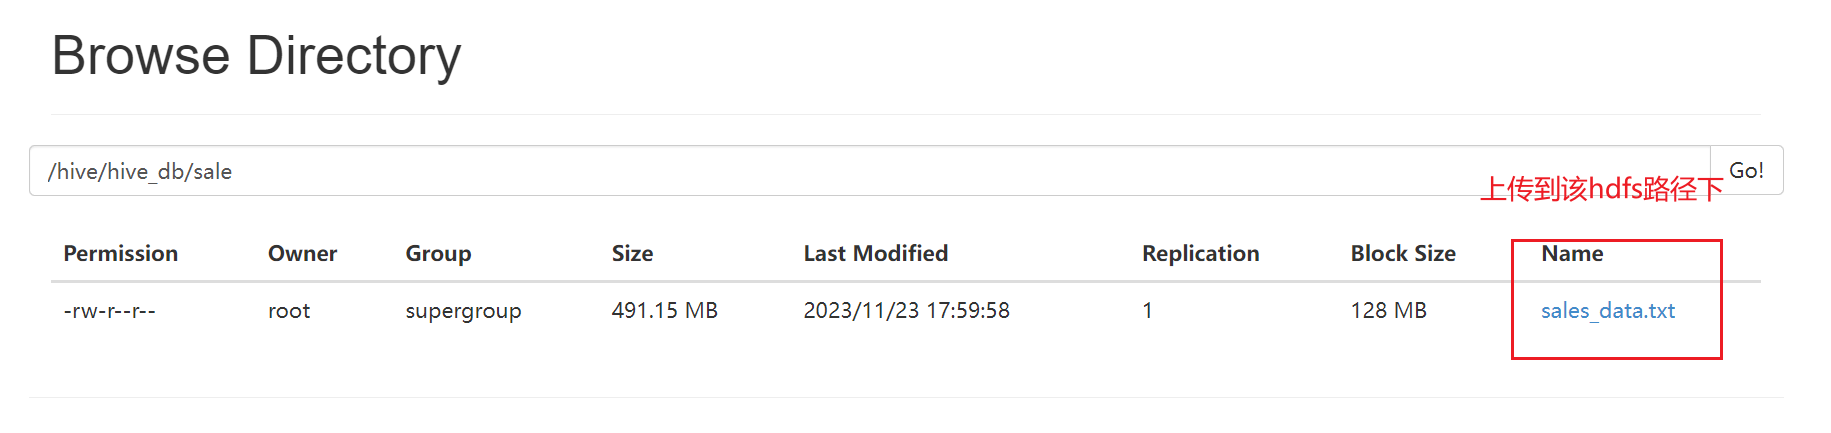 Browse Directory
/hive/hive_db/sale
Go!
上传到该hdfs路径下
Permission Owner Group Size Last Modified Replication Block Size Name
-rw-r--r-- root supergroup 491.15 MB 2023/11/23 17:59:58 1 128 MB sales_data.txt